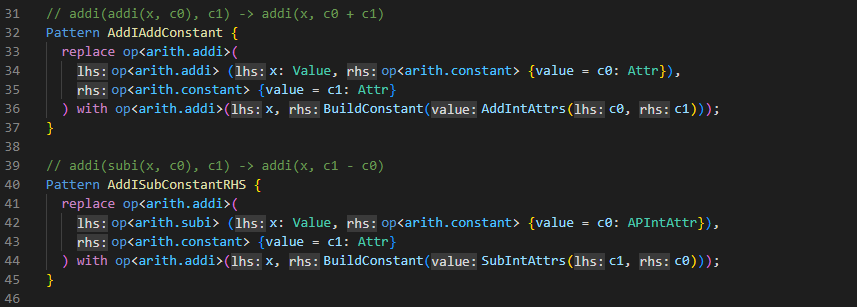 31 // addi(addi(x, c0), c1) -> addi(x, c0 + c1)
32 Pattern AddIAddConstant {
33 replace op<arith.addi>(
34 lhs: op<arith.addi> (lhs: x: Value, rhs: op<arith.constant> {value = c0: Attr}),
35 rhs: op<arith.constant> {value = c1: Attr}
36 ) with op<arith.addi>(lhs: x, rhs: BuildConstant(value: AddIntAttrs(lhs: c0, rhs: c1)));
37 }
38
39 // addi(subi(x, c0), c1) -> addi(x, c1 - c0)
40 Pattern AddISubConstantRHS {
41 replace op<arith.addi>(
42 lhs: op<arith.subi> (lhs: x: Value, rhs: op<arith.constant> {value = c0: APIntAttr}),
43 rhs: op<arith.constant> {value = c1: Attr}
44 ) with op<arith.addi>(lhs: x, rhs: BuildConstant(value: SubIntAttrs(lhs: c1, rhs: c0)));
45 }
46